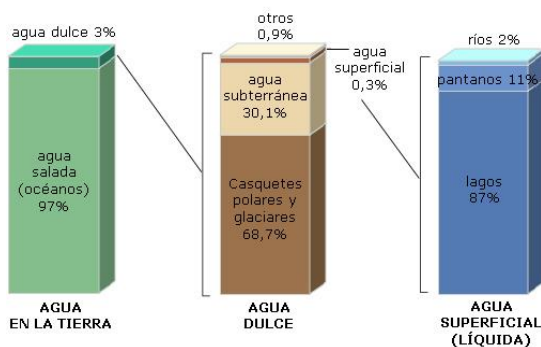 agua dulce 3%
agua
salada
(océanos)
97%
AGUA
EN LA TIERRA
otros
0,9%
agua
superficial
0,3%
agua
subterránea
30,1%
Casquetes
polares y
glaciares
68,7%
AGUA
DULCE
ríos 2%
pantanos 11%
lagos
87%
AGUA
SUPERFICIAL
(LÍQUIDA)